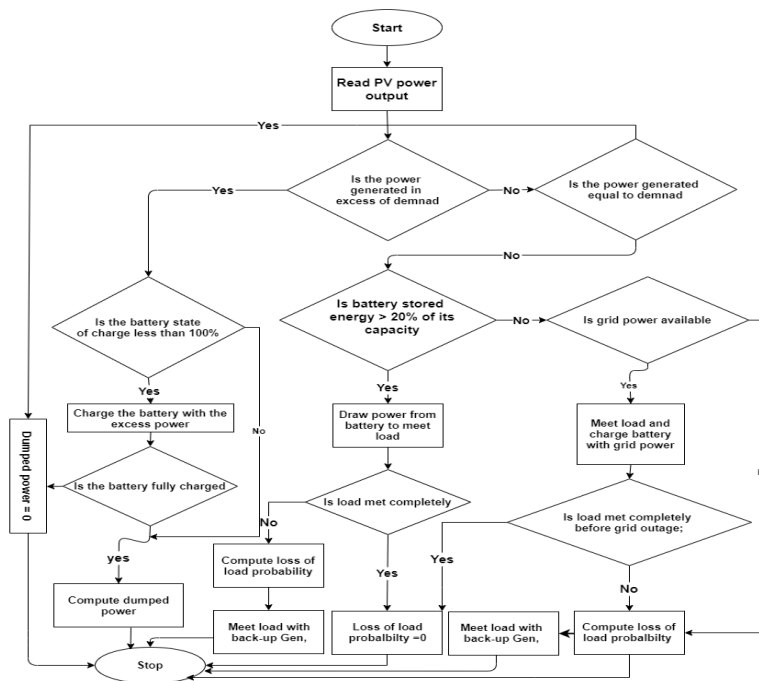 Start
Read PV power
output
Yes
Is the power
generated in
excess of demnad
Yes
No
Is the power generated
equal to demnad
No
Is the battery state
of charge less than 100%
Is battery stored
energy > 20% of its
capacity
No
Is grid power available
Yes
No
Yes
Yes
Charge the battery with the
excess power
Draw power from
battery to meet
load
Meet load and
charge battery
with grid power
Dumped power = 0
Is the battery fully charged
Is load met completely
Is load met completely
before grid outage;
No
Yes
Yes
yes
No
Compute loss of
load probability
Compute dumped
power
Meet load with
back-up Gen,
Loss of load
probalbilty =0
Meet load with
back-up Gen,
Compute loss of
load probalbilty
Stop